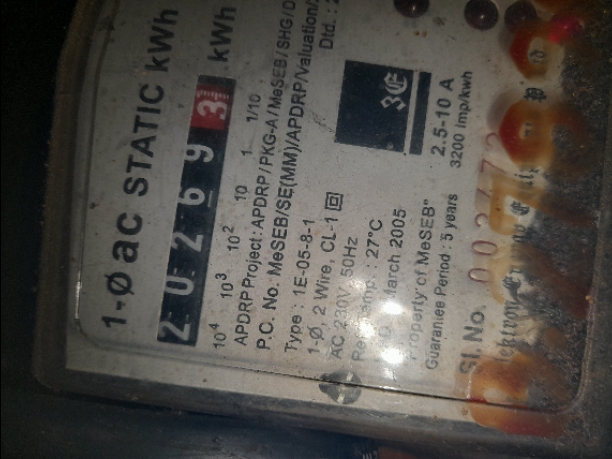 1-Ø ac STATIC kWh
2 0 2 6 9 3 kWh
10⁴ 10³ 10² 10 1 1/10
APDRP Project: APDRP/PKG-A/MeSEB/SHG/D
P.C. No: MeSEB/SE(MM)/APDRP/Valuation/
Dtd. :
Type : 1E-05-8-1
1-Ø, 2 Wire, CL-1
AC 230V, 50Hz
: 27°C
March 2005
Property of MeSEB"
Guarantee Period : 5 years
3E
2.5-10 A
3200 imp/kwh
Sl. No.